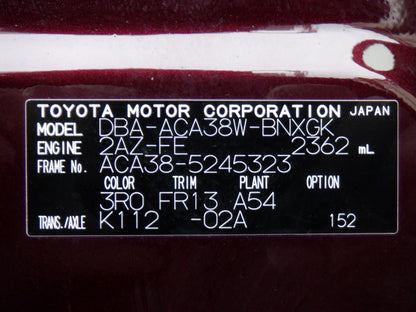 TOYOTA MOTOR CORPORATION JAPAN
MODEL DBA-ACA38W-BNXGK
ENGINE 2AZ-FE 2362 mL
FRAME No. ACA38-5245323
COLOR TRIM PLANT OPTION
3R0 FR13 A54
TRANS./AXLE K112 -02A 152